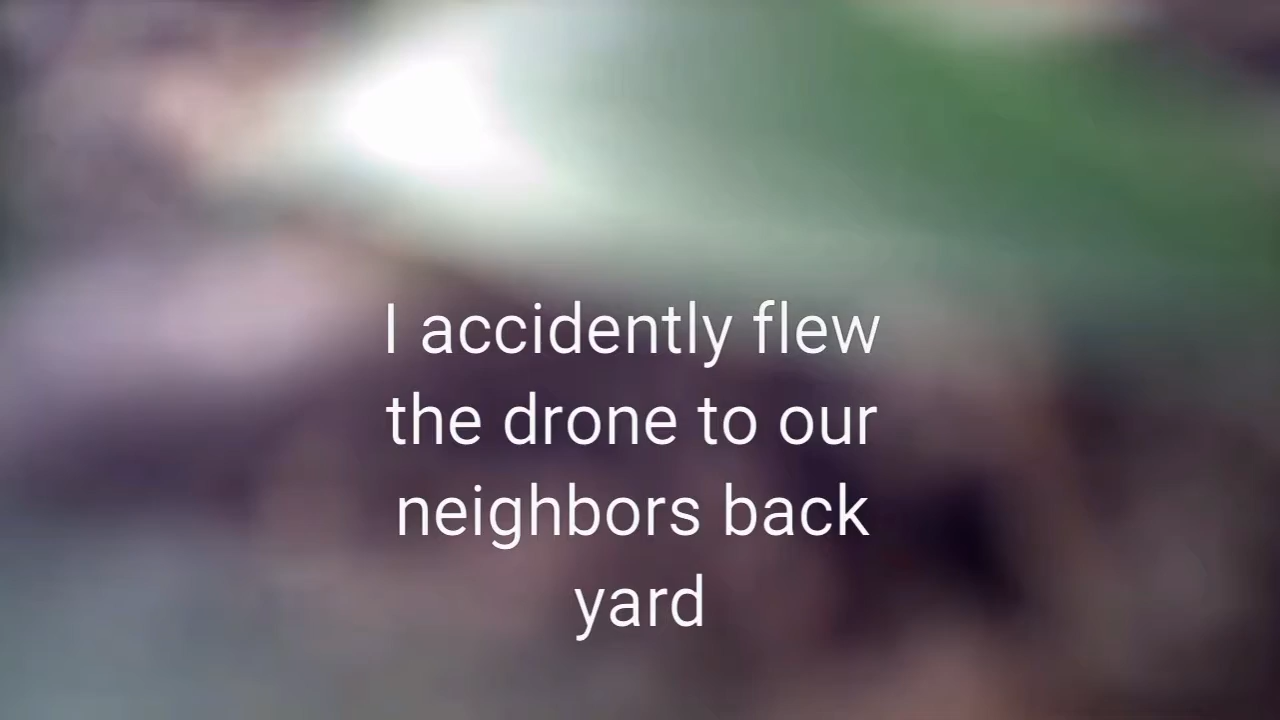 I accidently flew
the drone to our
neighbors back
yard